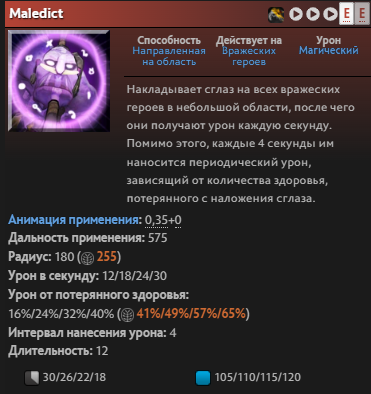 Maledict
E E
Способность
Направленная
на область
Действует на
Вражеских
героев
Урон
Магический
Накладывает сглаз на всех вражеских
героев в небольшой области, после чего
они получают урон каждую секунду.
Помимо этого, каждые 4 секунды им
наносится периодический урон,
зависящий от количества здоровья,
потерянного с наложения сглаза.
Анимация применения: 0,35+0
Дальность применения: 575
Радиус: 180 (255)
Урон в секунду: 12/18/24/30
Урон от потерянного здоровья:
16%/24%/32%/40% (41%/49%/57%/65%)
Интервал нанесения урона: 4
Длительность: 12
30/26/22/18 105/110/115/120